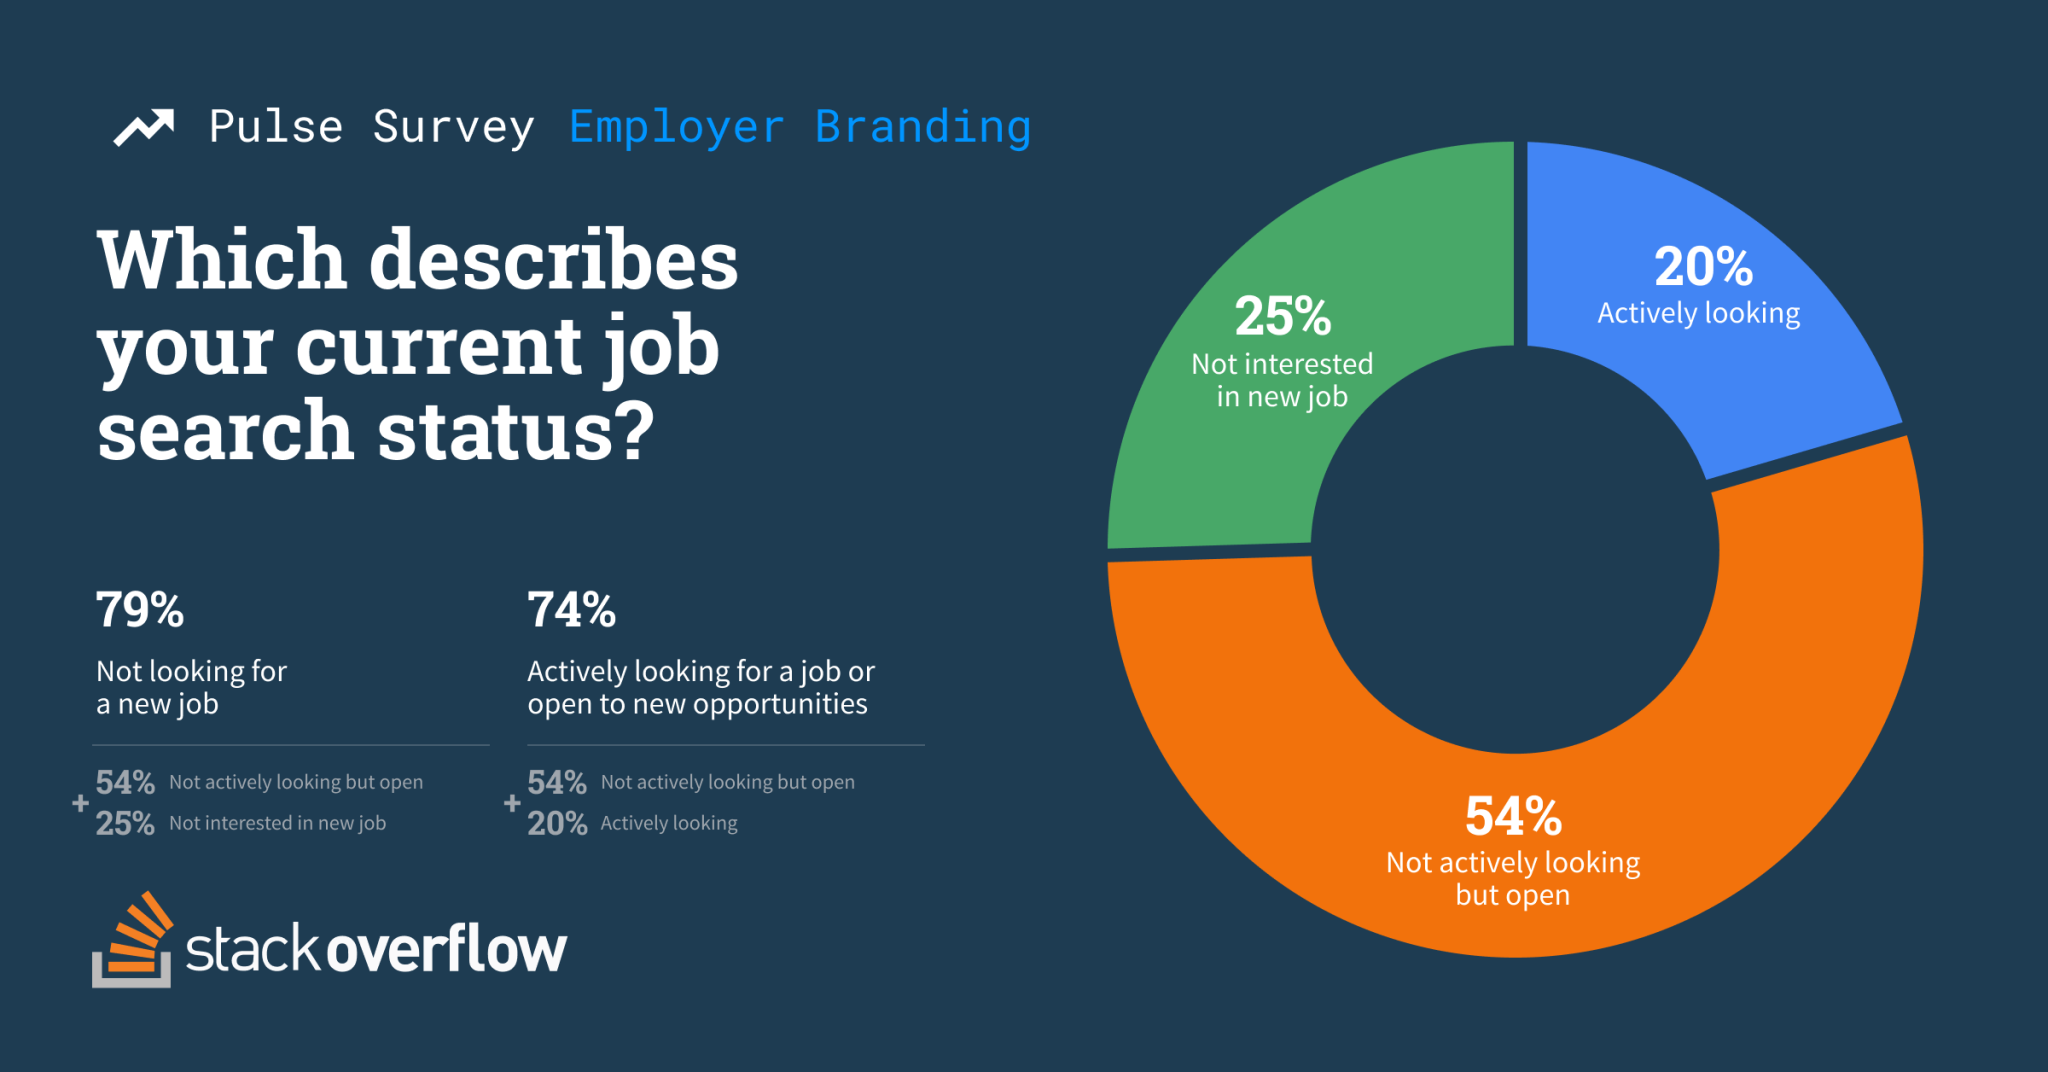 Pulse Survey Employer Branding
Which describes
your current job
search status?
79%
Not looking for
a new job
+
54% Not actively looking but open
25% Not interested in new job
74%
Actively looking for a job or
open to new opportunities
+
54% Not actively looking but open
20% Actively looking
stackoverflow
20%
Actively looking
25%
Not interested
in new job
54%
Not actively looking
but open